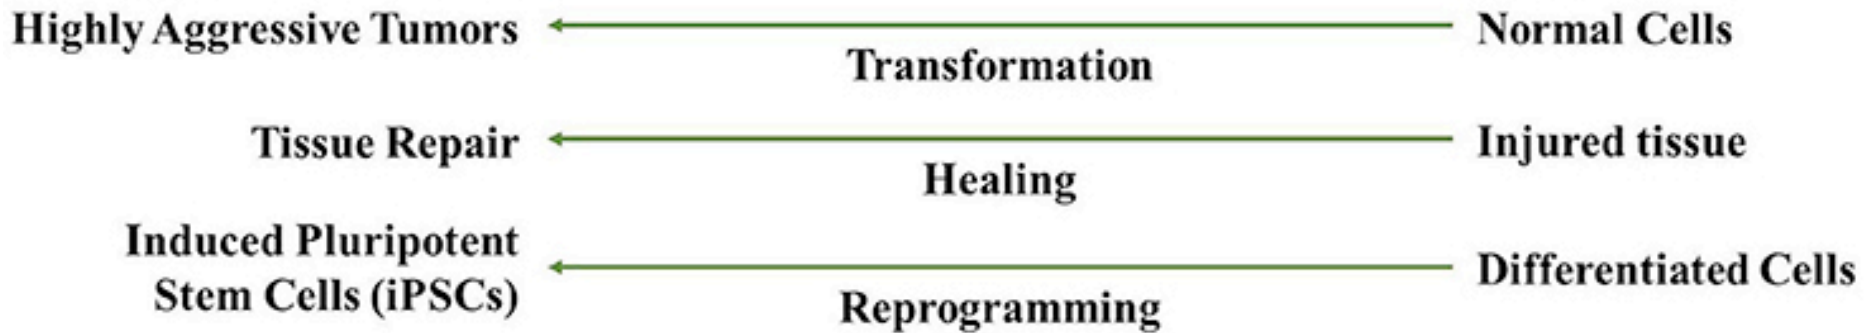 Highly Aggressive Tumors
Transformation
Normal Cells
Tissue Repair
Healing
Injured tissue
Induced Pluripotent
Stem Cells (iPSCs)
Reprogramming
Differentiated Cells